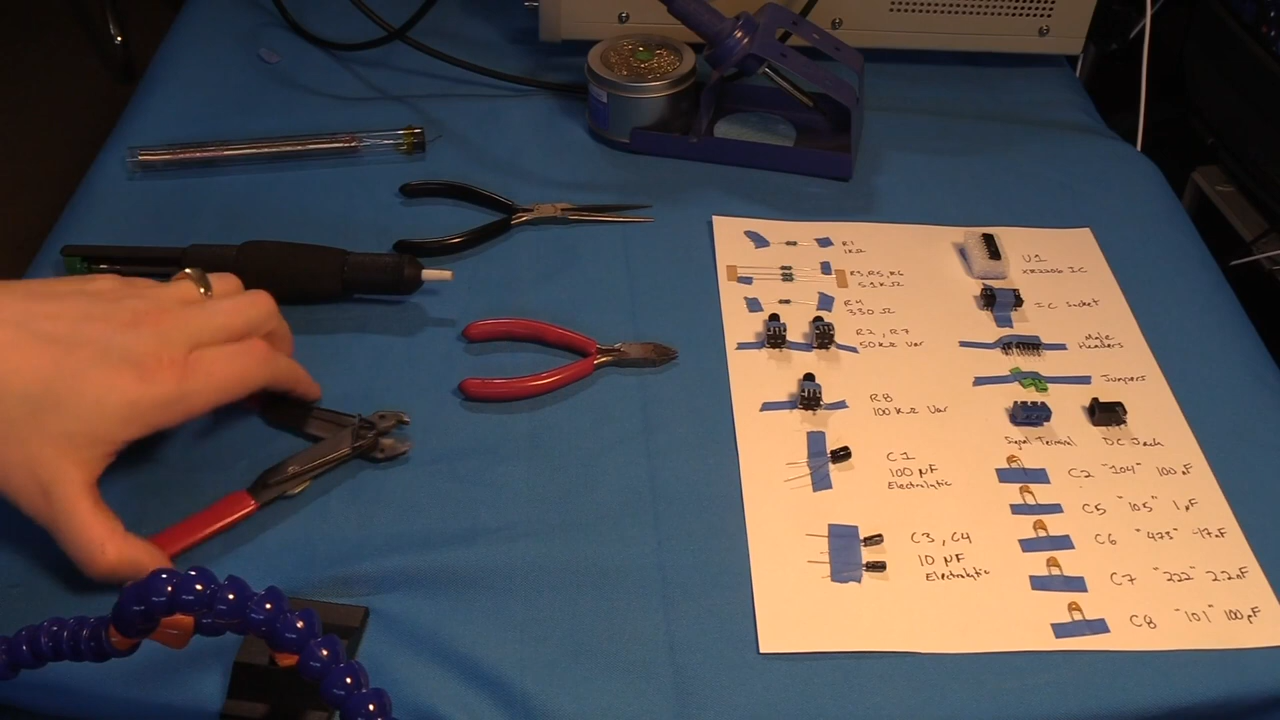 R1
1KΩ
R3, R5, R6
5.1KΩ
R4
330 Ω
R2, R7
50KΩ Var
R8
100 KΩ Var
C1
100 µF
Electrolytic
C3, C4
10 µF
Electrolytic
U1
XR2206 IC
IC Socket
Male
Headers
Jumpers
Signal Terminal
DC Jack
C2 "104" 100nF
C5 "105" 1µF
C6 "473" 47nF
C7 "222" 2.2nF
C8 "101" 100pF